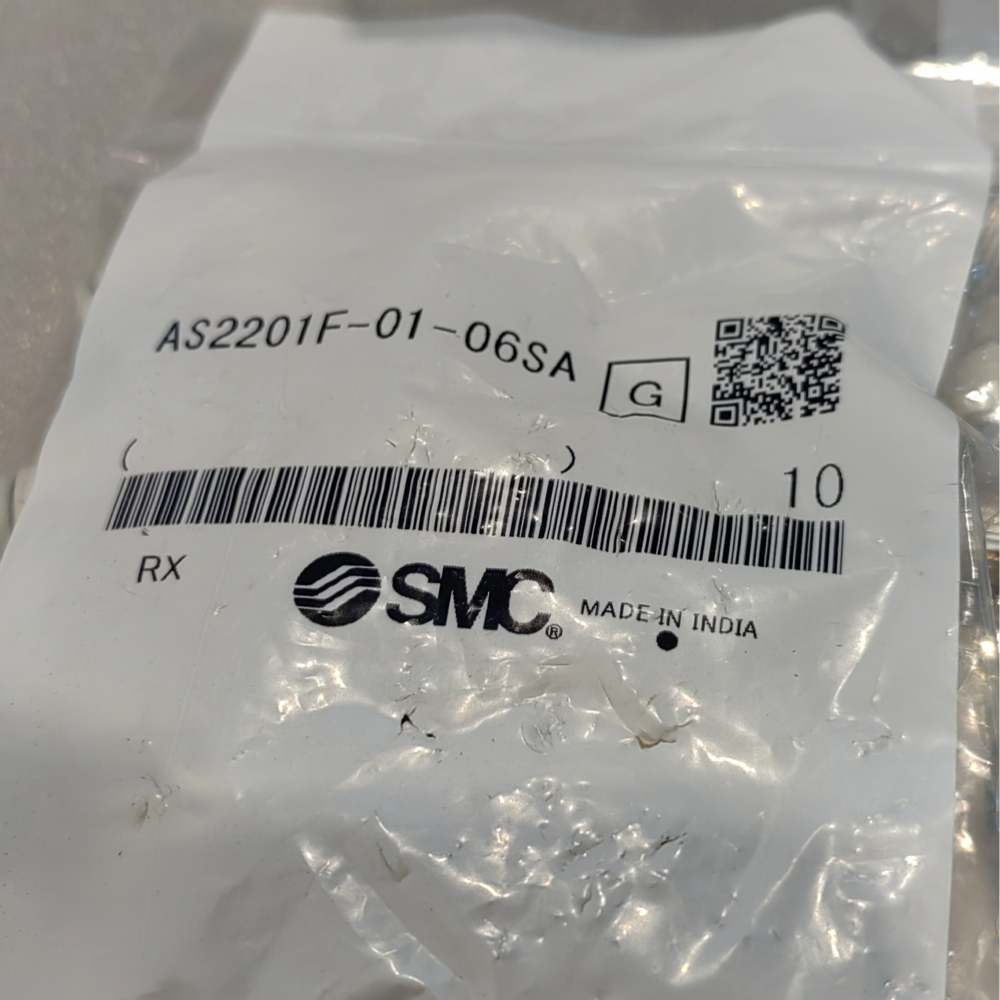 AS2201F-01-06SA G
( )
10
RX
SMC® MADE IN INDIA